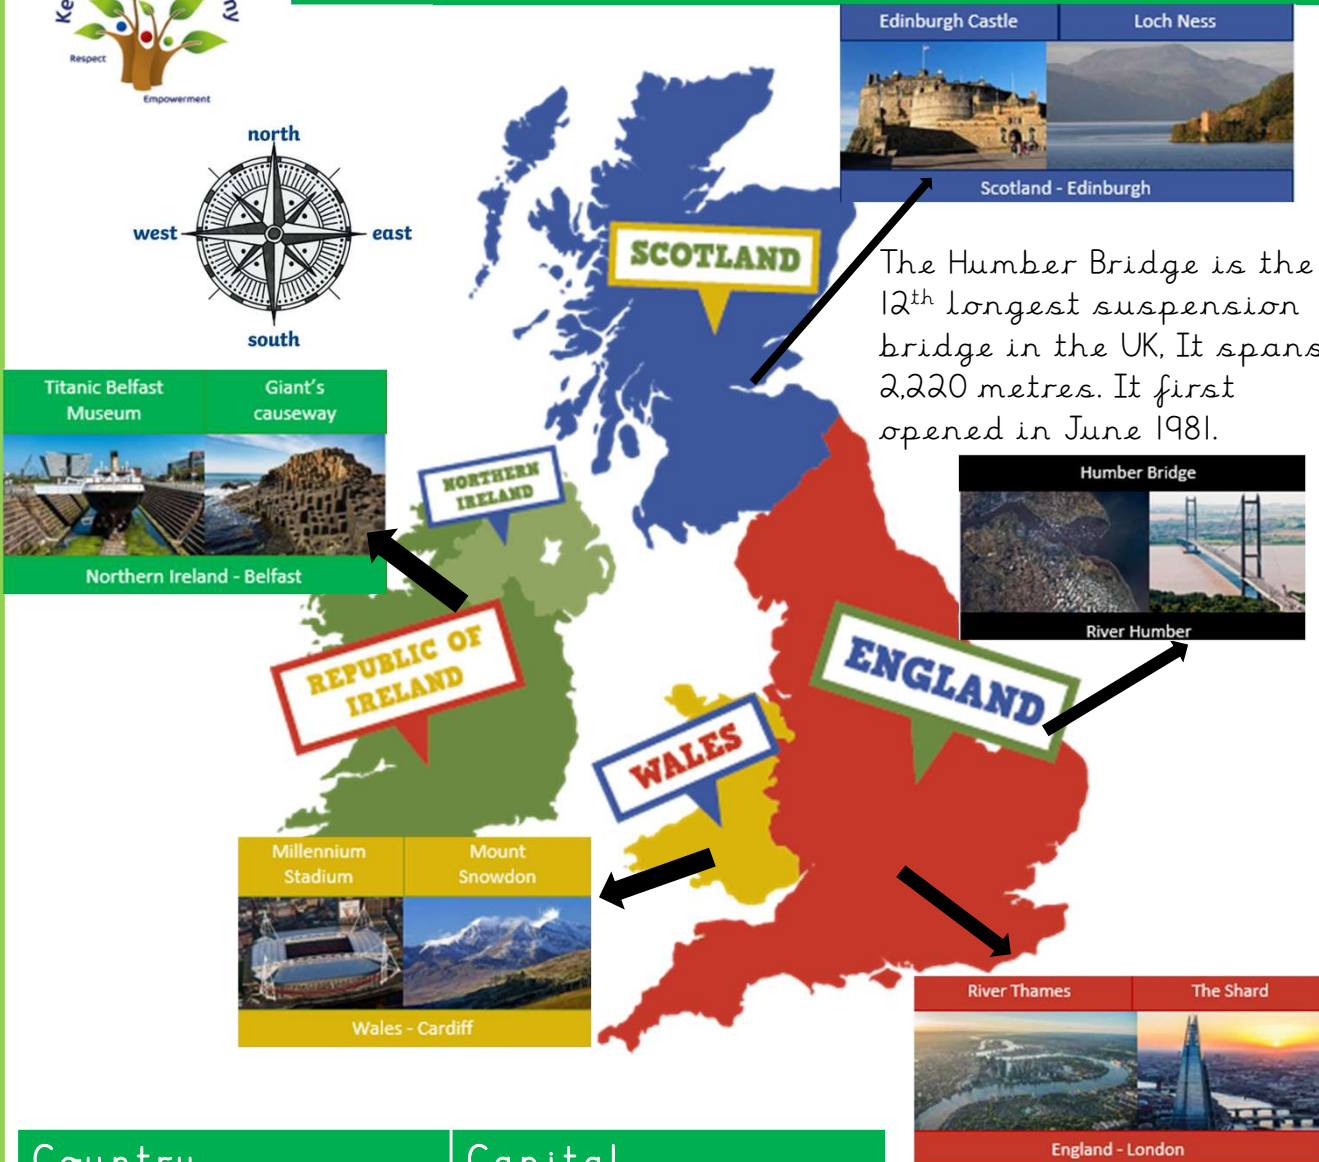 Respect
Empowerment
north
west
east
south
Edinburgh Castle
Loch Ness
Scotland - Edinburgh
SCOTLAND
The Humber Bridge is the
12th longest suspension
bridge in the UK, It spans
2,220 metres. It first
opened in June 1981.
Titanic Belfast
Museum
Giant's
causeway
Northern Ireland - Belfast
NORTHERN
IRELAND
Humber Bridge
River Humber
REPUBLIC OF
IRELAND
ENGLAND
WALES
Millennium
Stadium
Mount
Snowdon
Wales - Cardiff
River Thames
The Shard
England - London
Country
Capital